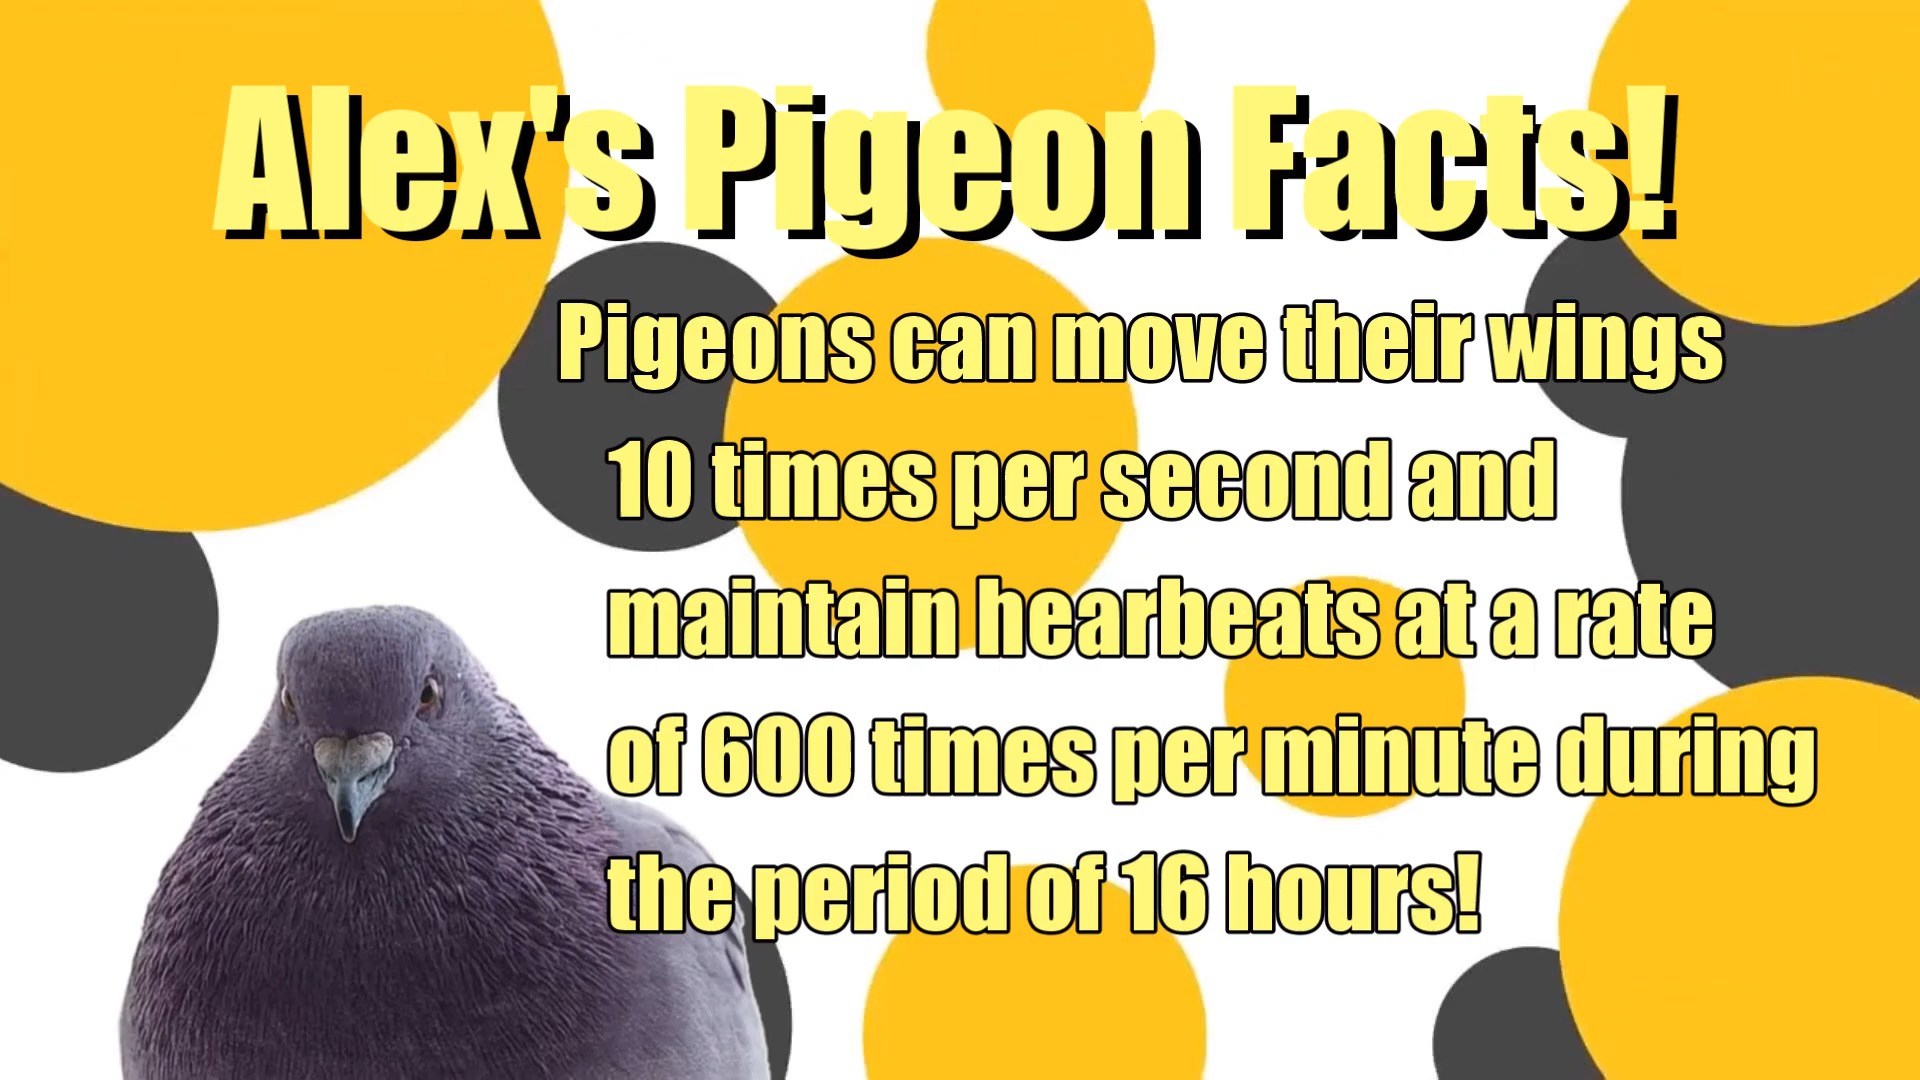 Alex's Pigeon Facts!
Pigeons can move their wings
10 times per second and
maintain hearbeats at a rate
of 600 times per minute during
the period of 16 hours!